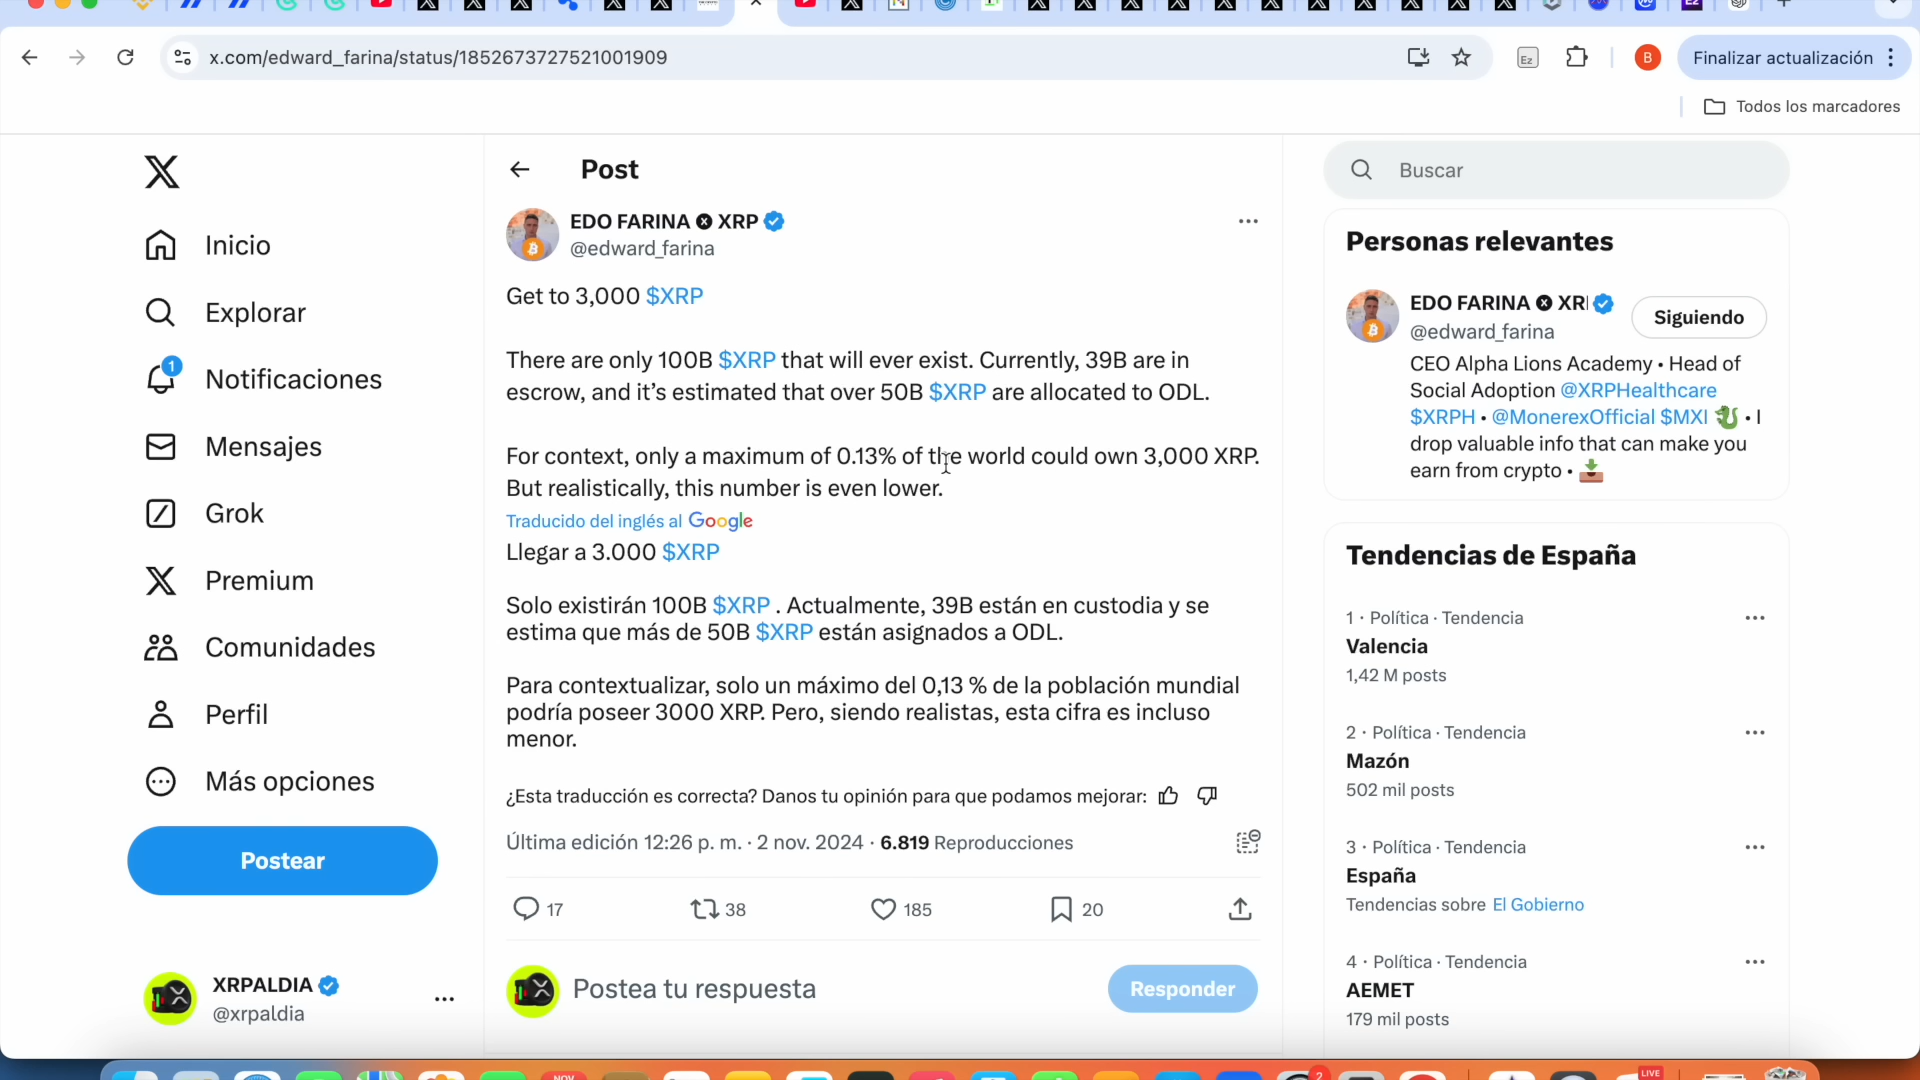 x.com/edward_farina/status/1852673727521001909
Ez
B
Finalizar actualización
Todos los marcadores
Inicio
Explorar
1
Notificaciones
Mensajes
Grok
Premium
Comunidades
Perfil
Más opciones
Postear
XRPALDIA
@xrpaldia
Post
EDO FARINA XRP
@edward_farina
Get to 3,000 $XRP
There are only 100B $XRP that will ever exist. Currently, 39B are in
escrow, and it’s estimated that over 50B $XRP are allocated to ODL.
For context, only a maximum of 0.13% of the world could own 3,000 XRP.
But realistically, this number is even lower.
Traducido del inglés al Google
Llegar a 3.000 $XRP
Solo existirán 100B $XRP . Actualmente, 39B están en custodia y se
estima que más de 50B $XRP están asignados a ODL.
Para contextualizar, solo un máximo del 0,13 % de la población mundial
podría poseer 3000 XRP. Pero, siendo realistas, esta cifra es incluso
menor.
¿Esta traducción es correcta? Danos tu opinión para que podamos mejorar:
Última edición 12:26 p. m. · 2 nov. 2024 · 6.819 Reproducciones
17 38 185 20
Postea tu respuesta
Responder
Buscar
Personas relevantes
EDO FARINA XRI
@edward_farina
Siguiendo
CEO Alpha Lions Academy • Head of
Social Adoption @XRPHealthcare
$XRPH • @MonerexOfficial $MXI • I
drop valuable info that can make you
earn from crypto •
Tendencias de España
1 · Política · Tendencia
Valencia
1,42 M posts
2 · Política · Tendencia
Mazón
502 mil posts
3 · Política · Tendencia
España
Tendencias sobre El Gobierno
4 · Política · Tendencia
AEMET
179 mil posts
NOV
2
LIVE